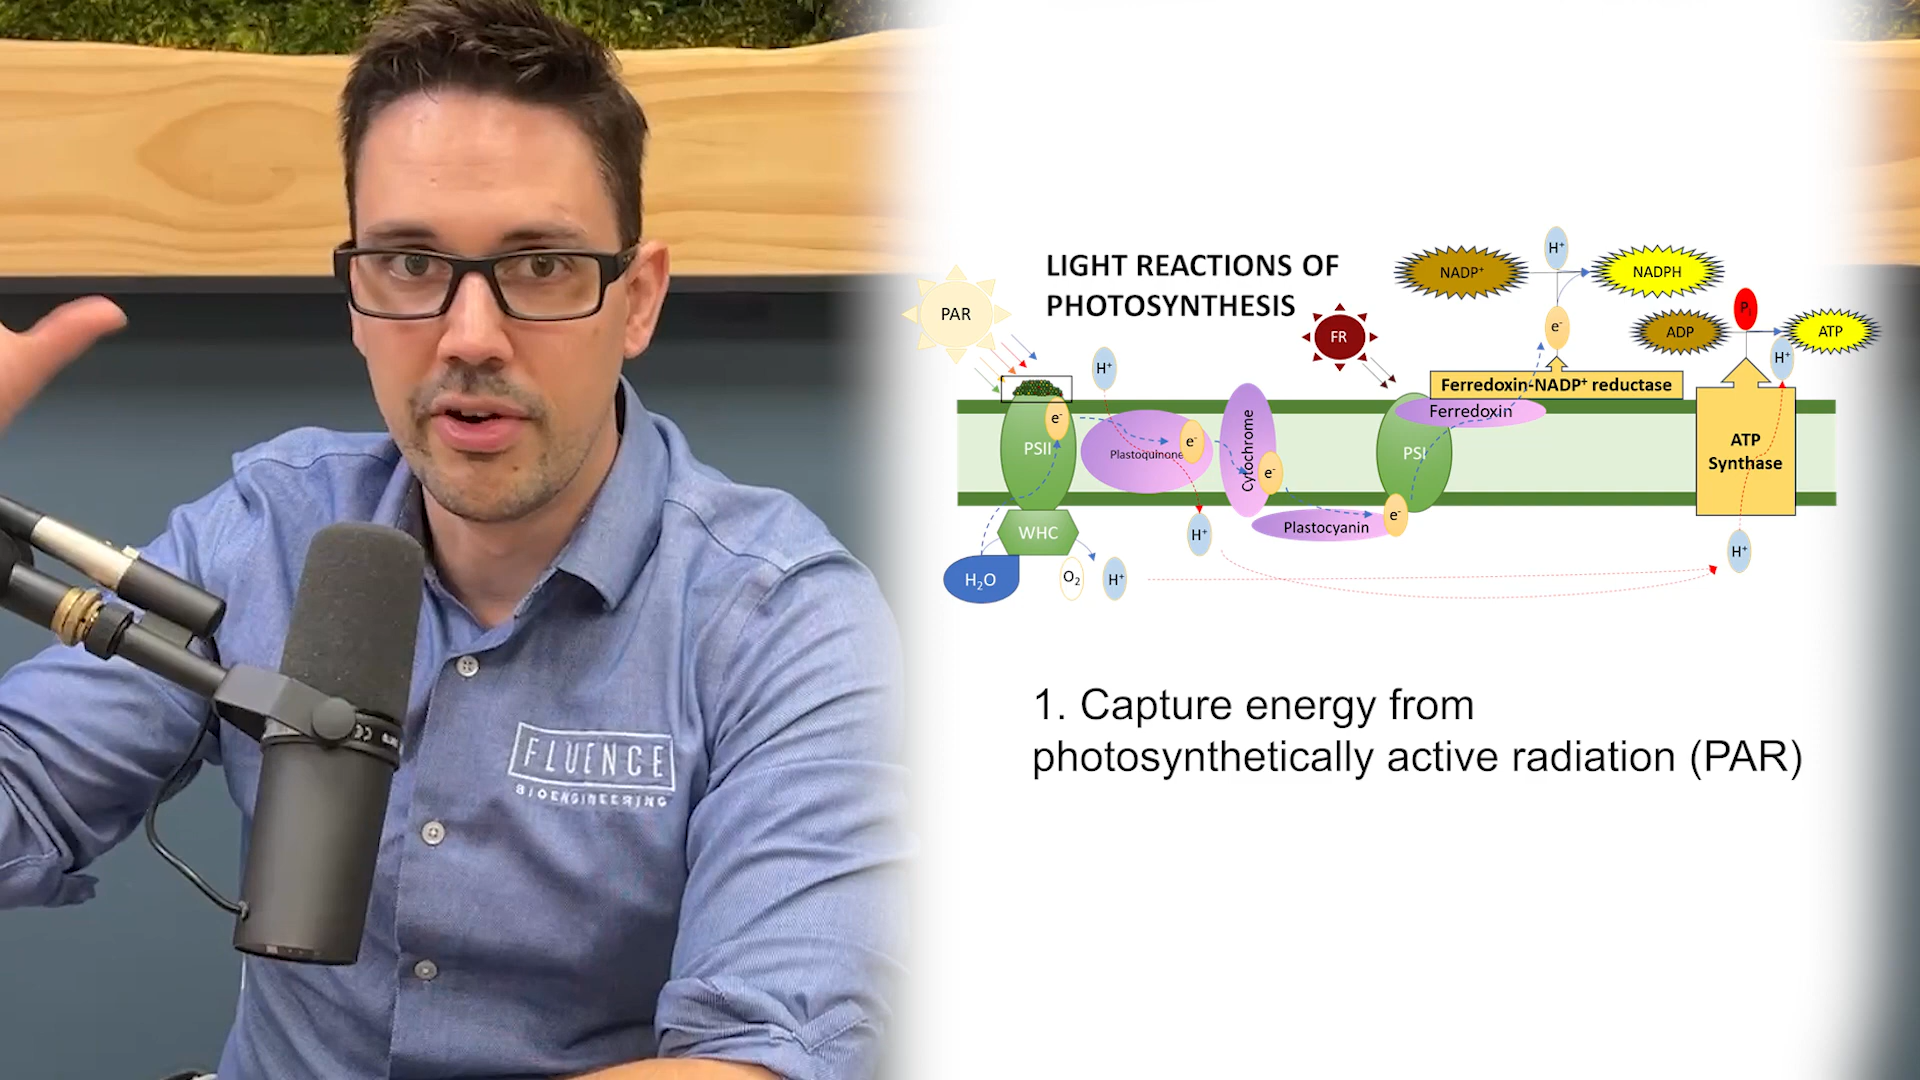 FLUENCE
BIOENGINEERING
LIGHT REACTIONS OF
PHOTOSYNTHESIS
PAR
FR
NADP⁺
H⁺
NADPH
e⁻
ADP
Pᵢ
ATP
H⁺
Ferredoxin-NADP⁺ reductase
Ferredoxin
H⁺
e⁻
PSII
Plastoquinone
e⁻
Cytochrome
e⁻
PSI
ATP
Synthase
Plastocyanin
e⁻
WHC
H⁺
H⁺
H₂O
O₂
H⁺
1. Capture energy from
photosynthetically active radiation (PAR)